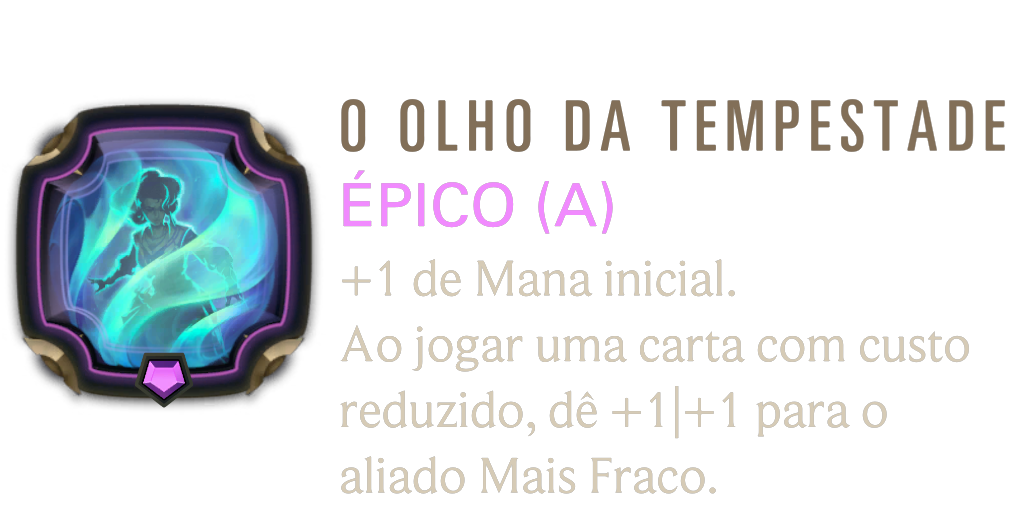 O OLHO DA TEMPESTADE
ÉPICO (A)
+1 de Mana inicial.
Ao jogar uma carta com custo
reduzido, dê +1|+1 para o
aliado Mais Fraco.